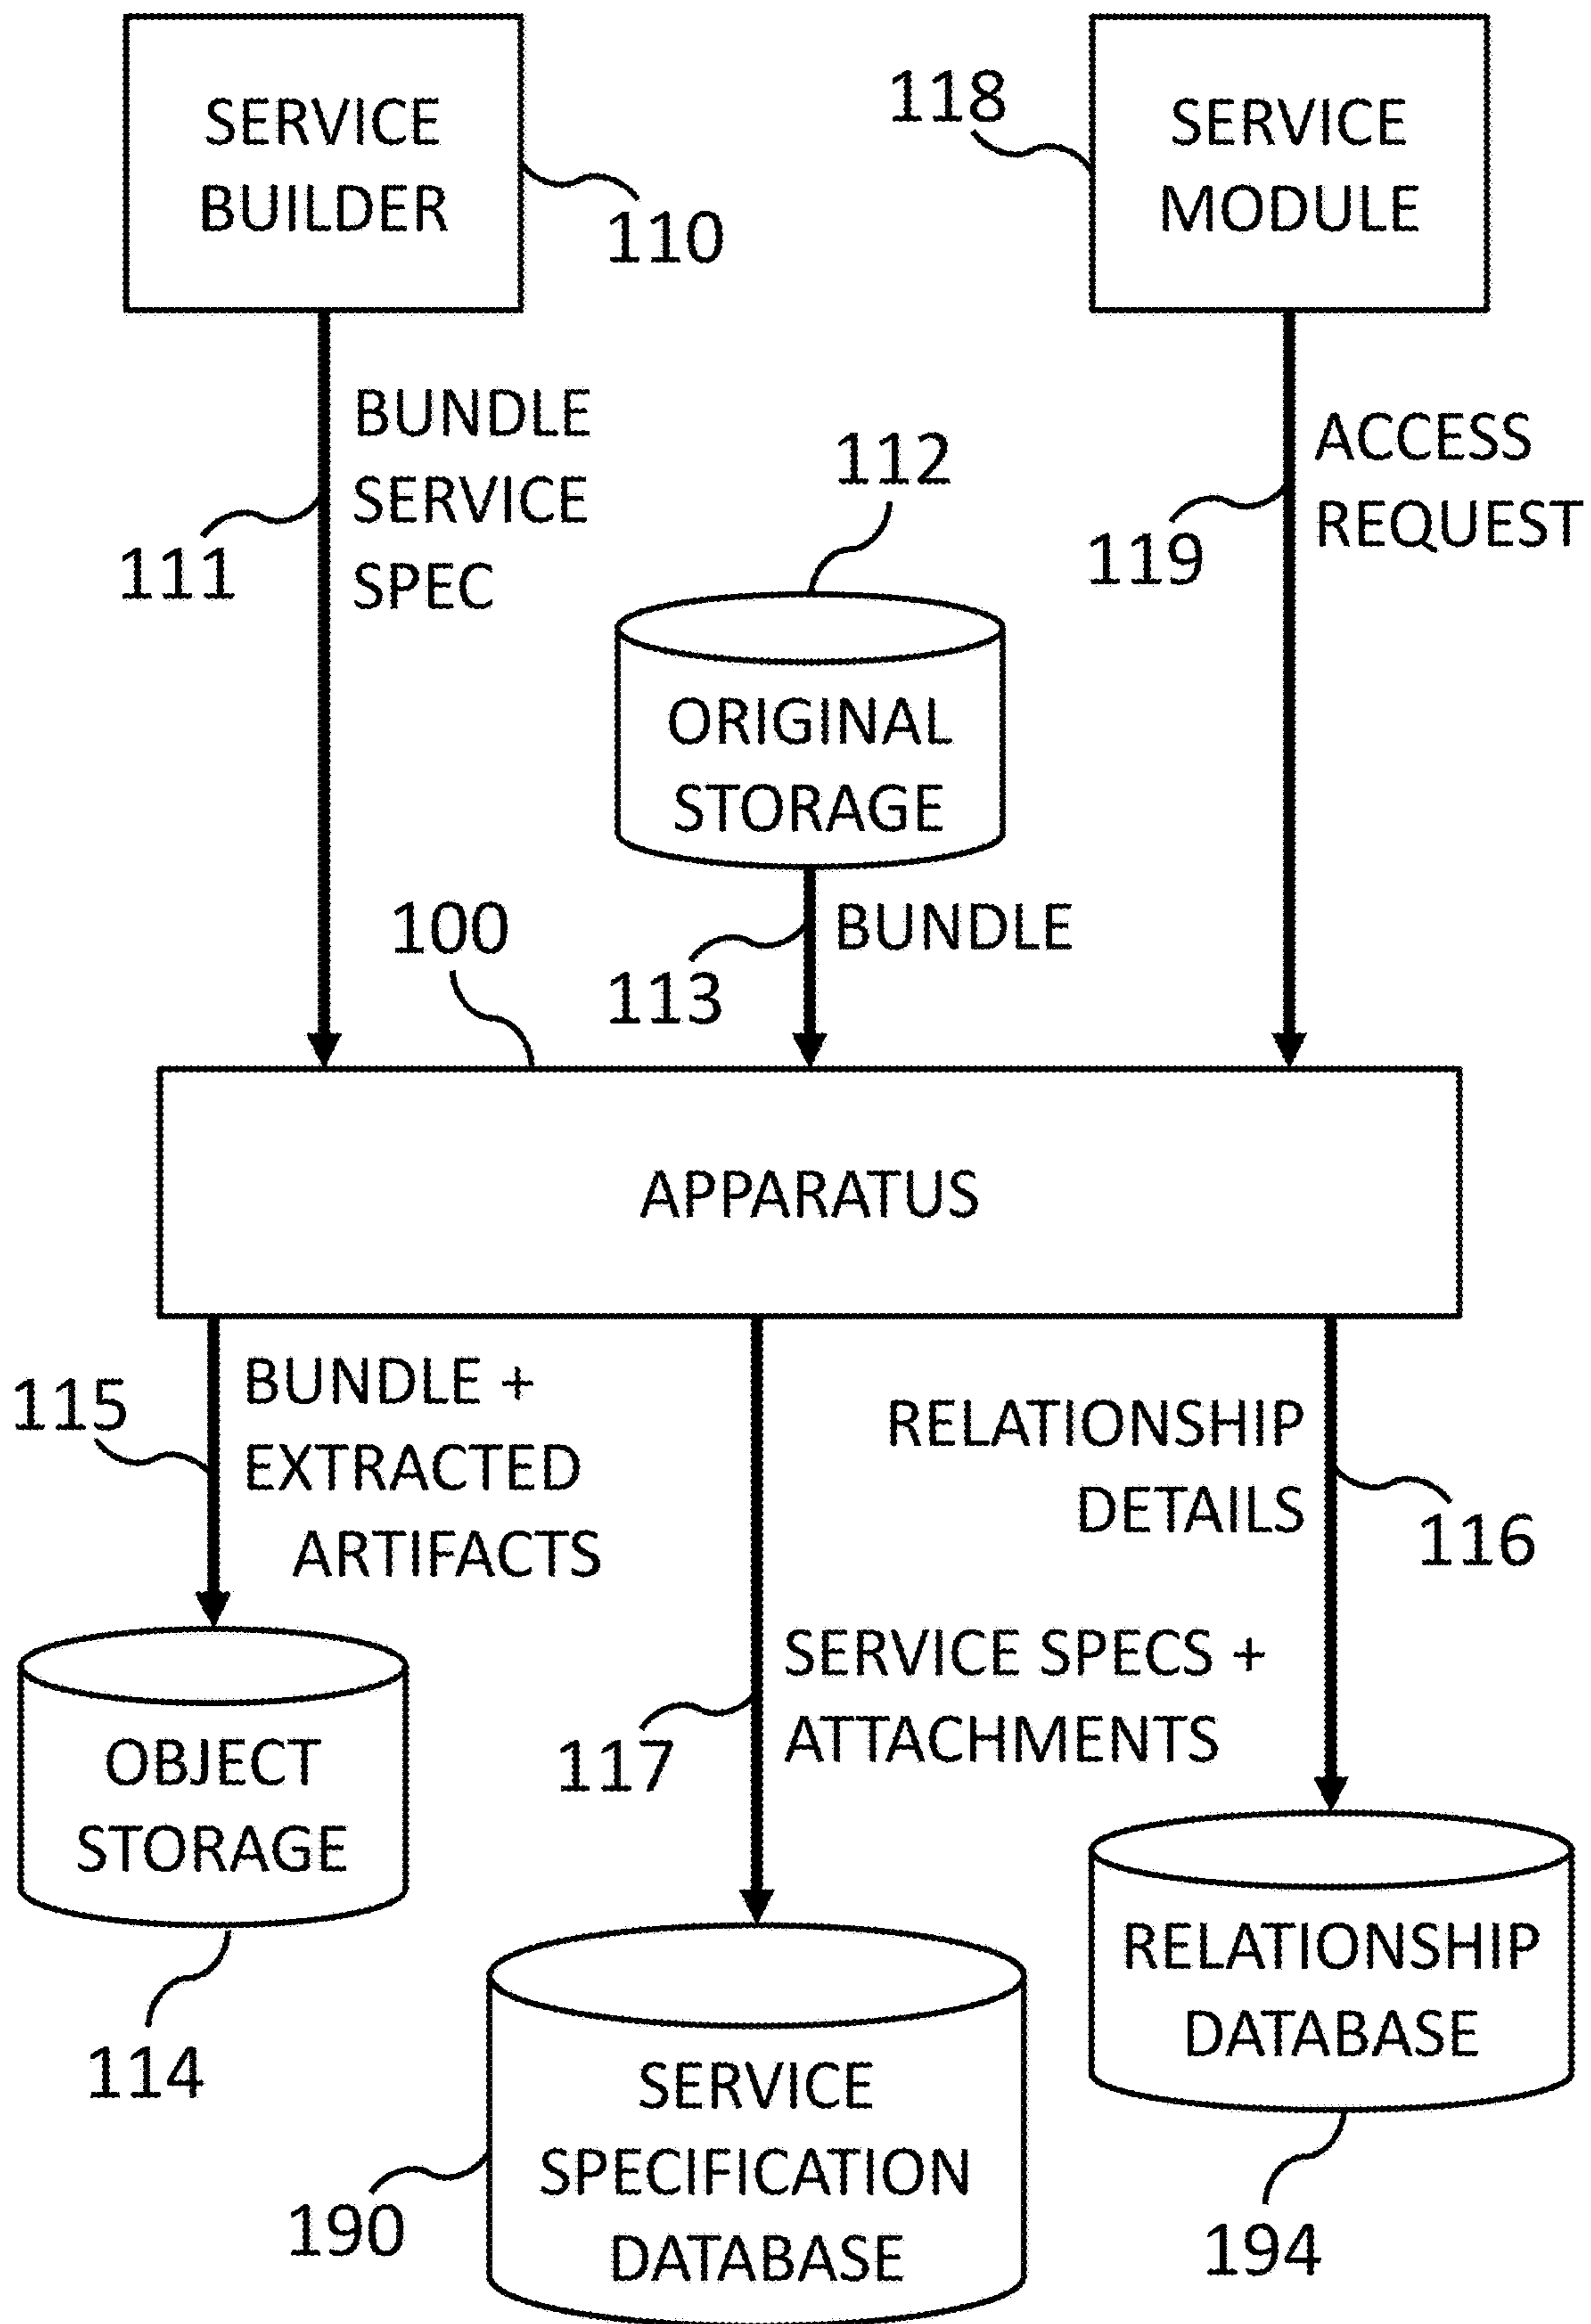 SERVICE
BUILDER
110
118
SERVICE
MODULE
BUNDLE
SERVICE
SPEC
111
112
ACCESS
REQUEST
119
ORIGINAL
STORAGE
100
BUNDLE
113
APPARATUS
115
BUNDLE +
EXTRACTED
ARTIFACTS
RELATIONSHIP
DETAILS
116
SERVICE SPECS +
ATTACHMENTS
117
OBJECT
STORAGE
114
RELATIONSHIP
DATABASE
194
SERVICE
SPECIFICATION
DATABASE
190